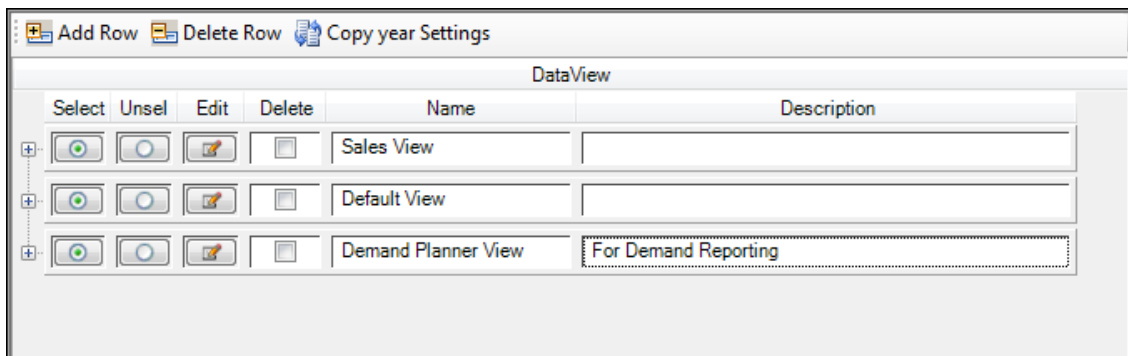 Add Row Delete Row Copy year Settings
DataView
Select Unsel Edit Delete Name Description
Sales View
Default View
Demand Planner View For Demand Reporting